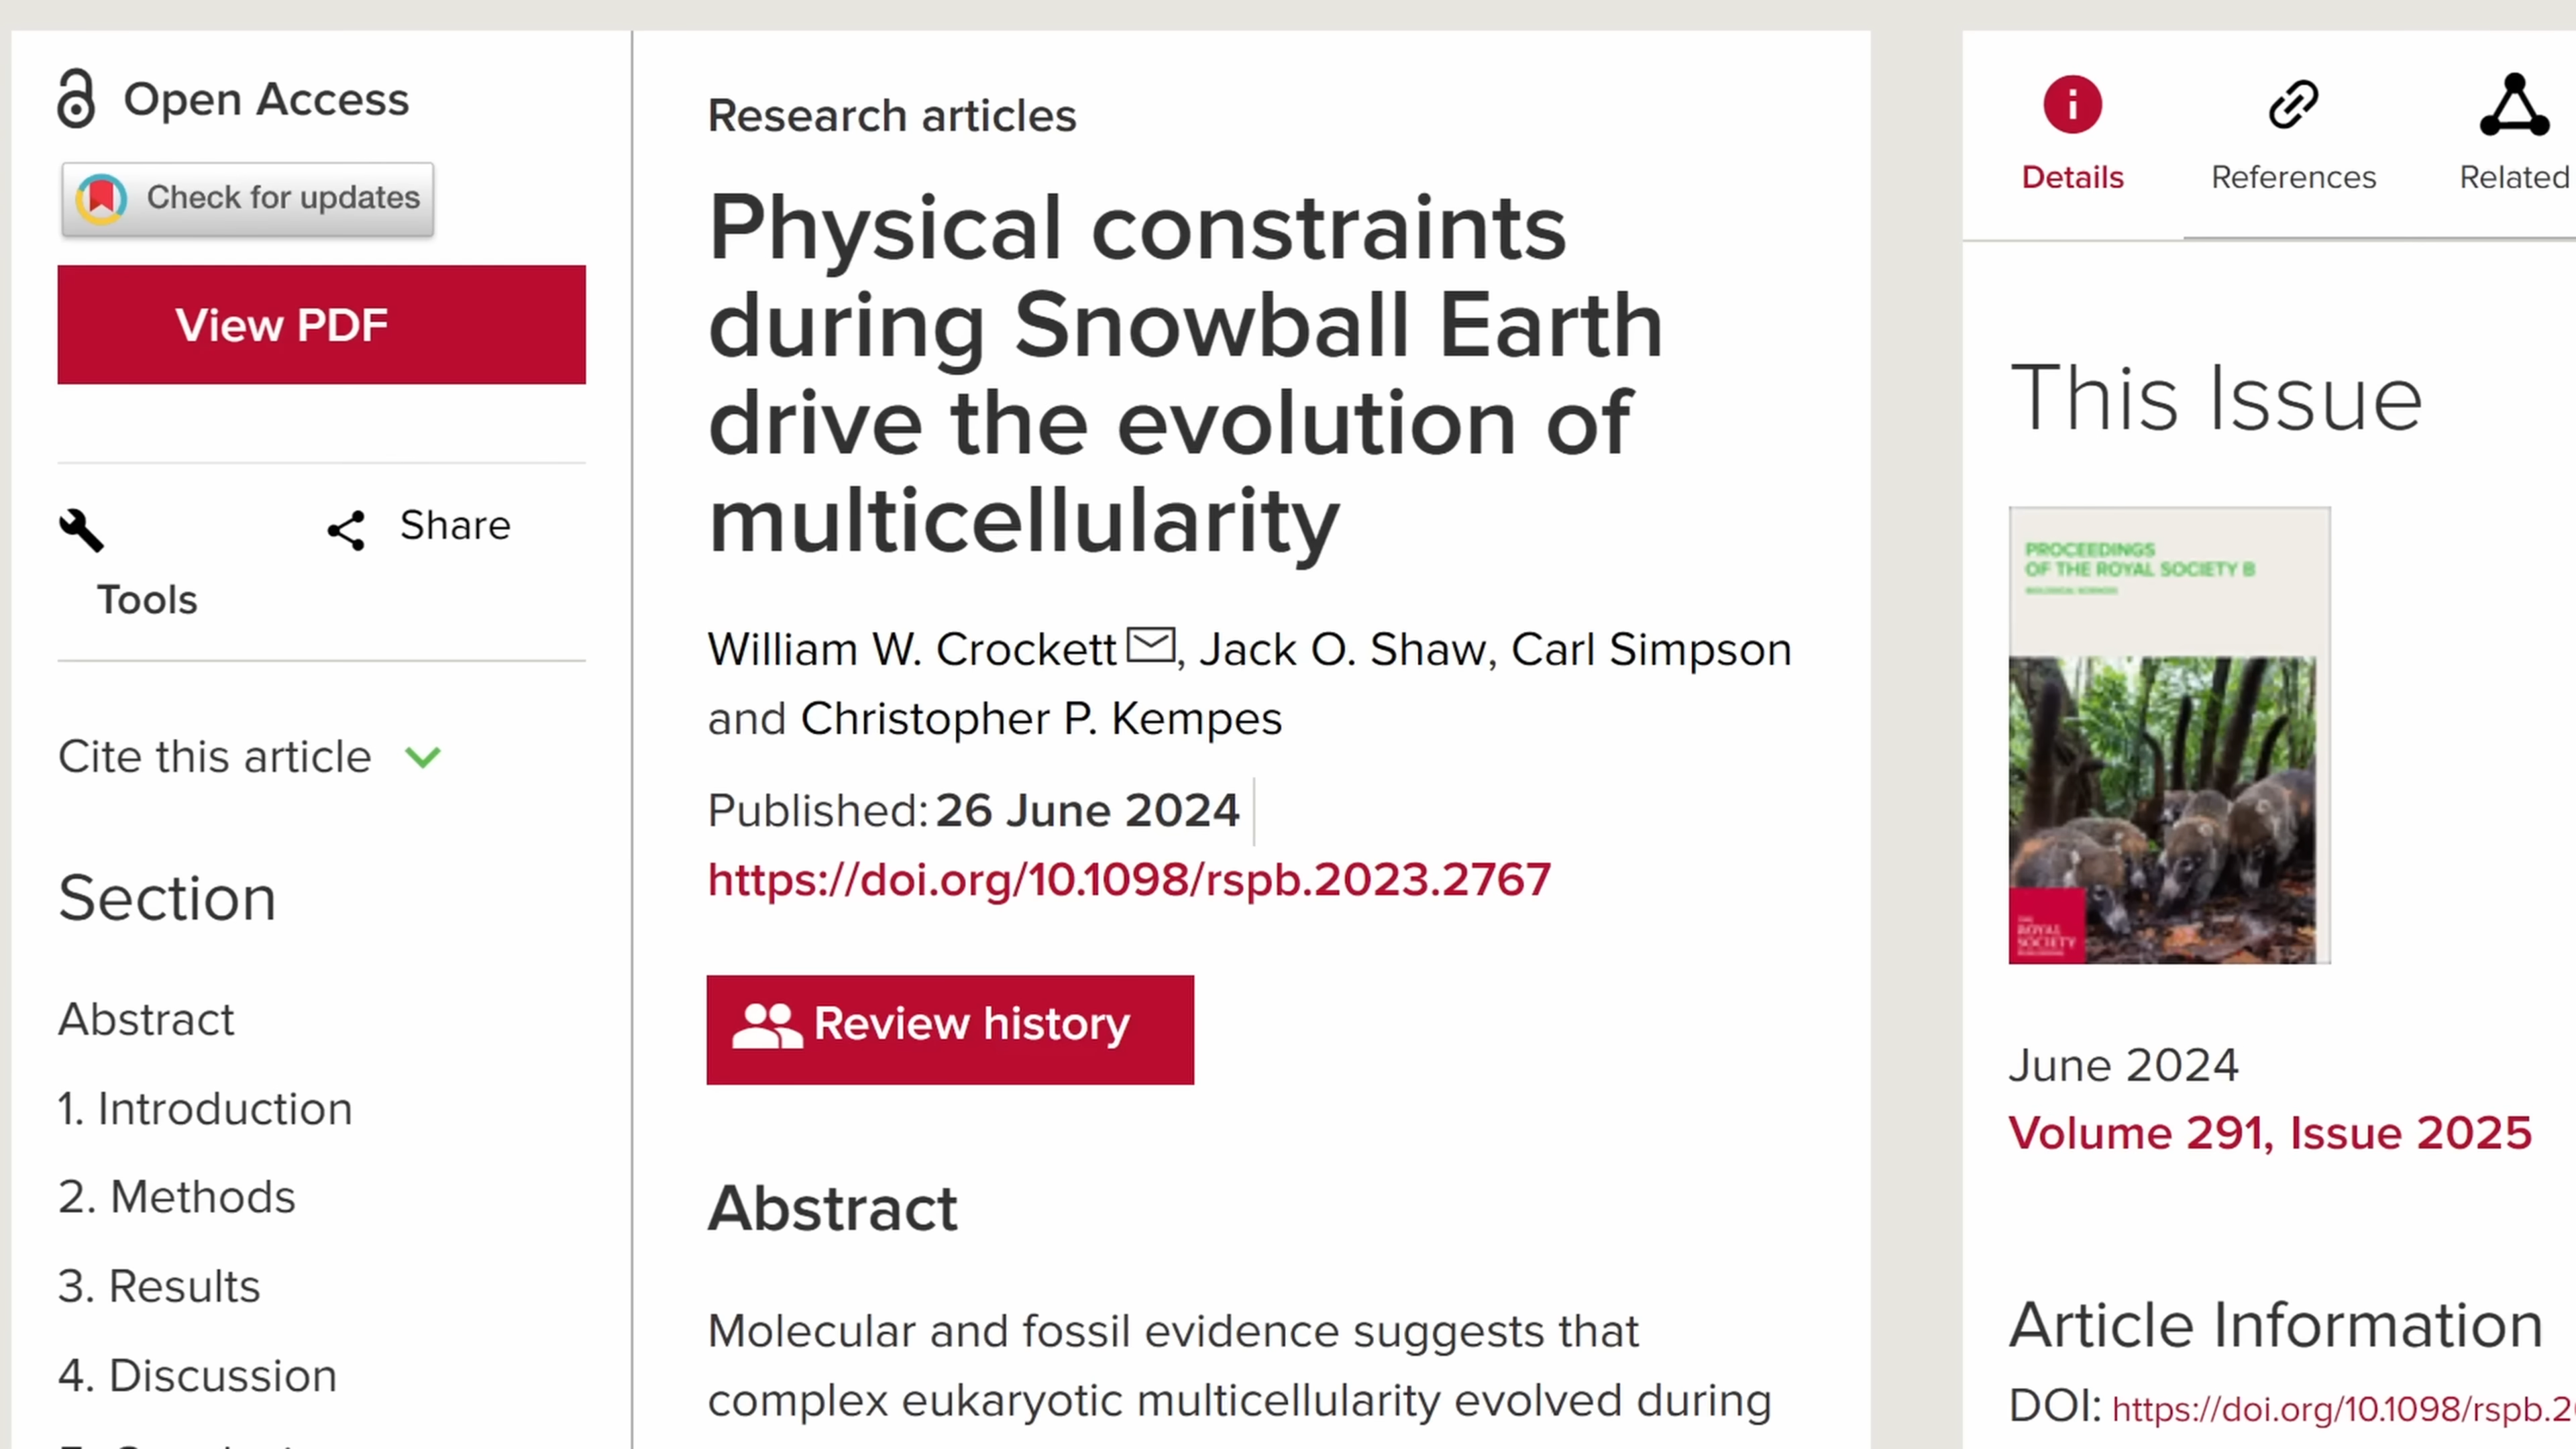 Open Access
Check for updates
View PDF
Tools
Share
Cite this article
Section
Abstract
1. Introduction
2. Methods
3. Results
4. Discussion
Research articles
Physical constraints
during Snowball Earth
drive the evolution of
multicellularity
William W. Crockett, Jack O. Shaw, Carl Simpson
and Christopher P. Kempes
Published: 26 June 2024
https://doi.org/10.1098/rspb.2023.2767
Review history
Abstract
Molecular and fossil evidence suggests that
complex eukaryotic multicellularity evolved during
Details
References
Related
This Issue
PROCEEDINGS
OF THE ROYAL SOCIETY B
BIOLOGICAL SCIENCES
THE
ROYAL
SOCIETY
June 2024
Volume 291, Issue 2025
Article Information
DOI: https://doi.org/10.1098/rspb.2